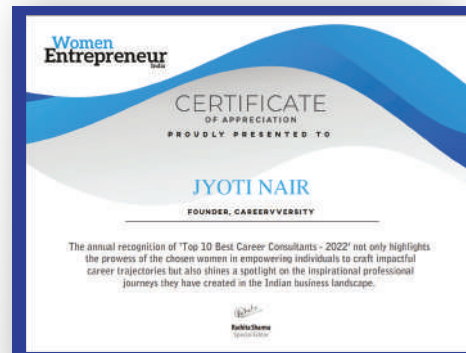 Women
Entrepreneur
India
CERTIFICATE
OF APPRECIATION
PROUDLY PRESENTED TO
JYOTI NAIR
FOUNDER, CAREERVVERSITY
The annual recognition of 'Top 10 Best Career Consultants - 2022' not only highlights
the prowess of the chosen women in empowering individuals to craft impactful
career trajectories but also shines a spotlight on the inspirational professional
journeys they have created in the Indian business landscape.
Rachita Sharma
Special Editor